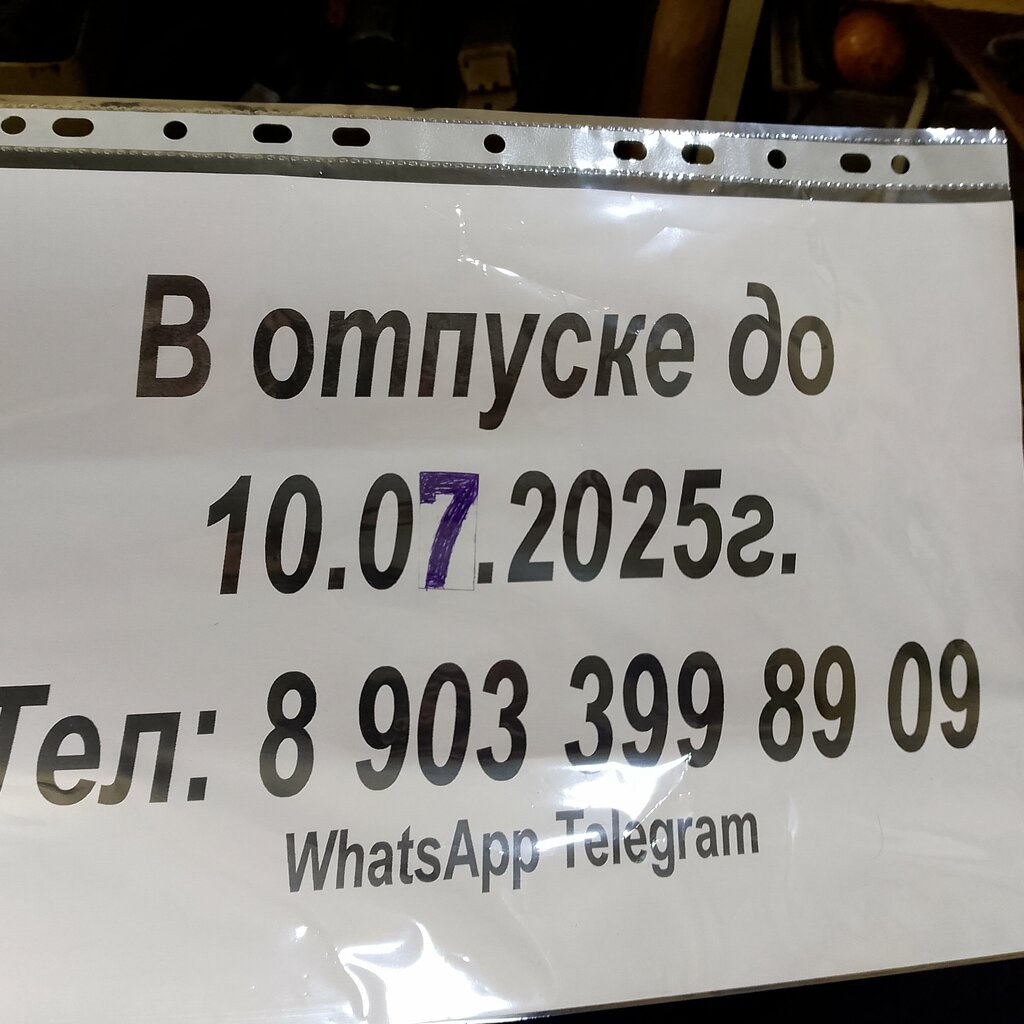 В отпуске до
10.07.2025г.
Тел: 8 903 399 89 09
WhatsApp Telegram